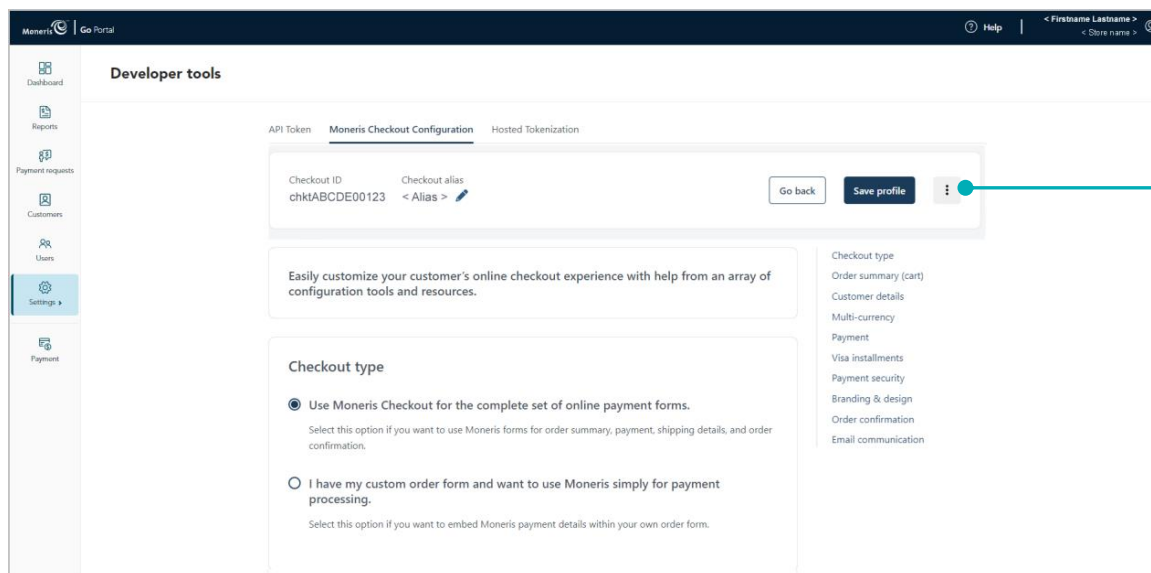 Moneris | Go Portal
Help
< Firstname Lastname >
< Store name >
Dashboard
Reports
Payment requests
Customers
Users
Settings
Payment
Developer tools
API Token Moneris Checkout Configuration Hosted Tokenization
Checkout ID Checkout alias
chktABCDE00123 < Alias >
Go back Save profile
Easily customize your customer's online checkout experience with help from an array of
configuration tools and resources.
Checkout type
Use Moneris Checkout for the complete set of online payment forms.
Select this option if you want to use Moneris forms for order summary, payment, shipping details, and order
confirmation.
I have my custom order form and want to use Moneris simply for payment
processing.
Select this option if you want to embed Moneris payment details within your own order form.
Checkout type
Order summary (cart)
Customer details
Multi-currency
Payment
Visa installments
Payment security
Branding & design
Order confirmation
Email communication